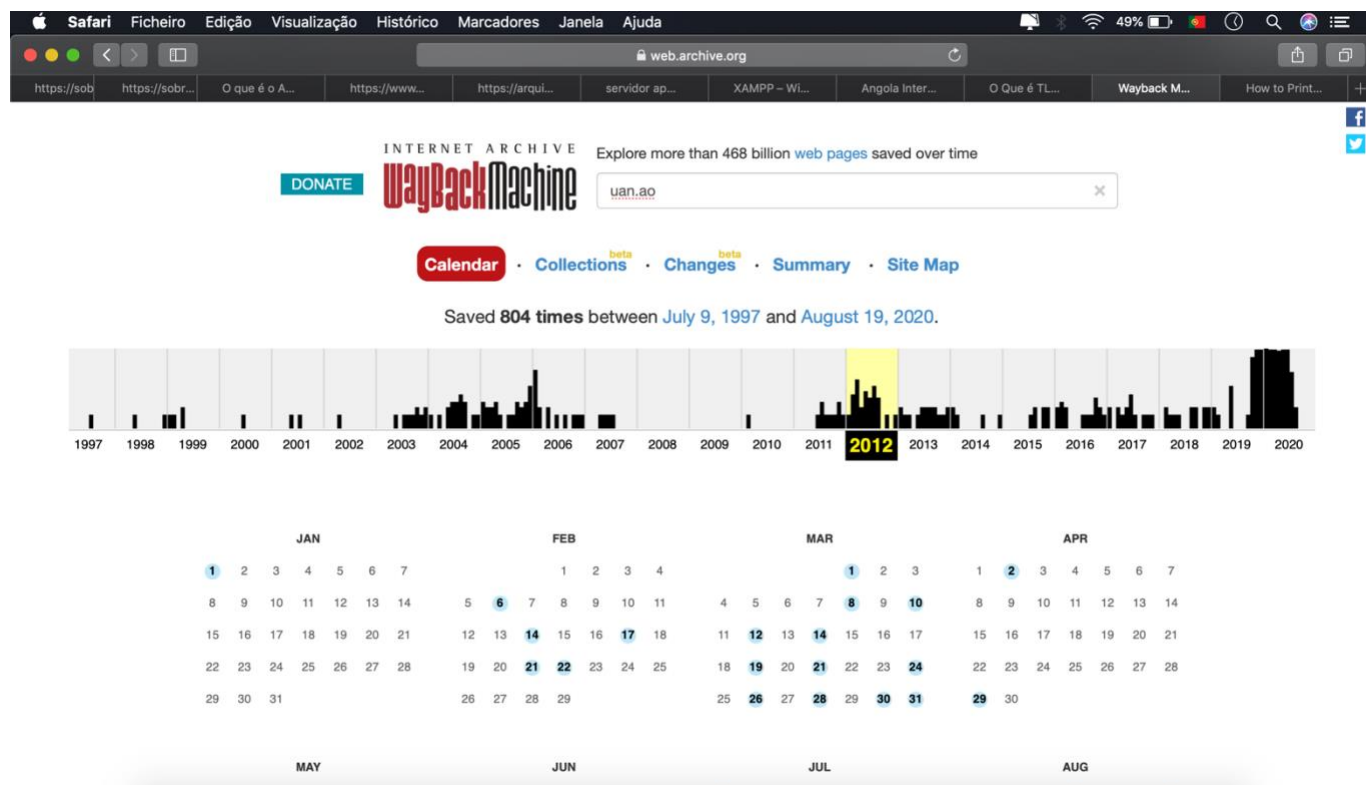 Safari Ficheiro Edição Visualização Histórico Marcadores Janela Ajuda 49%
web.archive.org
https://sob https://sobr... O que é o A... https://www... https://arqui... servidor ap... XAMPP – Wi... Angola Inter... O Que é TL... Wayback M... How to Print...
DONATE
INTERNET ARCHIVE
WayBackMachine
Explore more than 468 billion web pages saved over time
uan.ao
Calendar · Collections beta · Changes beta · Summary · Site Map
Saved 804 times between July 9, 1997 and August 19, 2020.
1997 1998 1999 2000 2001 2002 2003 2004 2005 2006 2007 2008 2009 2010 2011 2012 2013 2014 2015 2016 2017 2018 2019 2020
JAN FEB MAR APR
1 2 3 4 5 6 7 1 2 3 4 1 2 3 1 2 3 4 5 6 7
8 9 10 11 12 13 14 5 6 7 8 9 10 11 4 5 6 7 8 9 10 8 9 10 11 12 13 14
15 16 17 18 19 20 21 12 13 14 15 16 17 18 11 12 13 14 15 16 17 15 16 17 18 19 20 21
22 23 24 25 26 27 28 19 20 21 22 23 24 25 18 19 20 21 22 23 24 22 23 24 25 26 27 28
29 30 31 26 27 28 29 25 26 27 28 29 30 31 29 30
MAY JUN JUL AUG